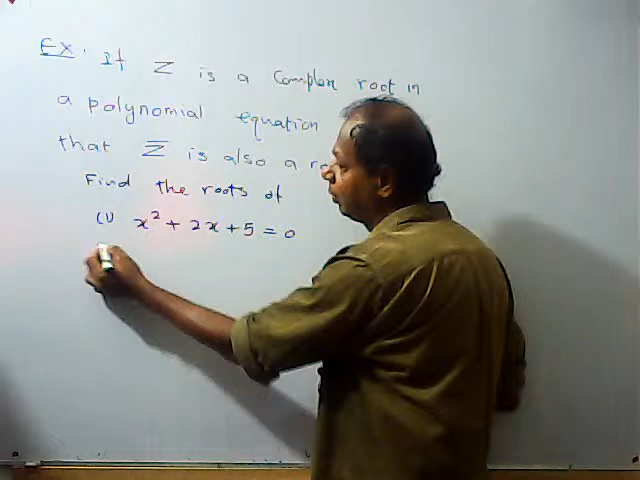 Ex. If Z is a Complex root in
a polynomial equation
that Z̅ is also a ro
Find the roots of
(1) x² + 2x + 5 = 0